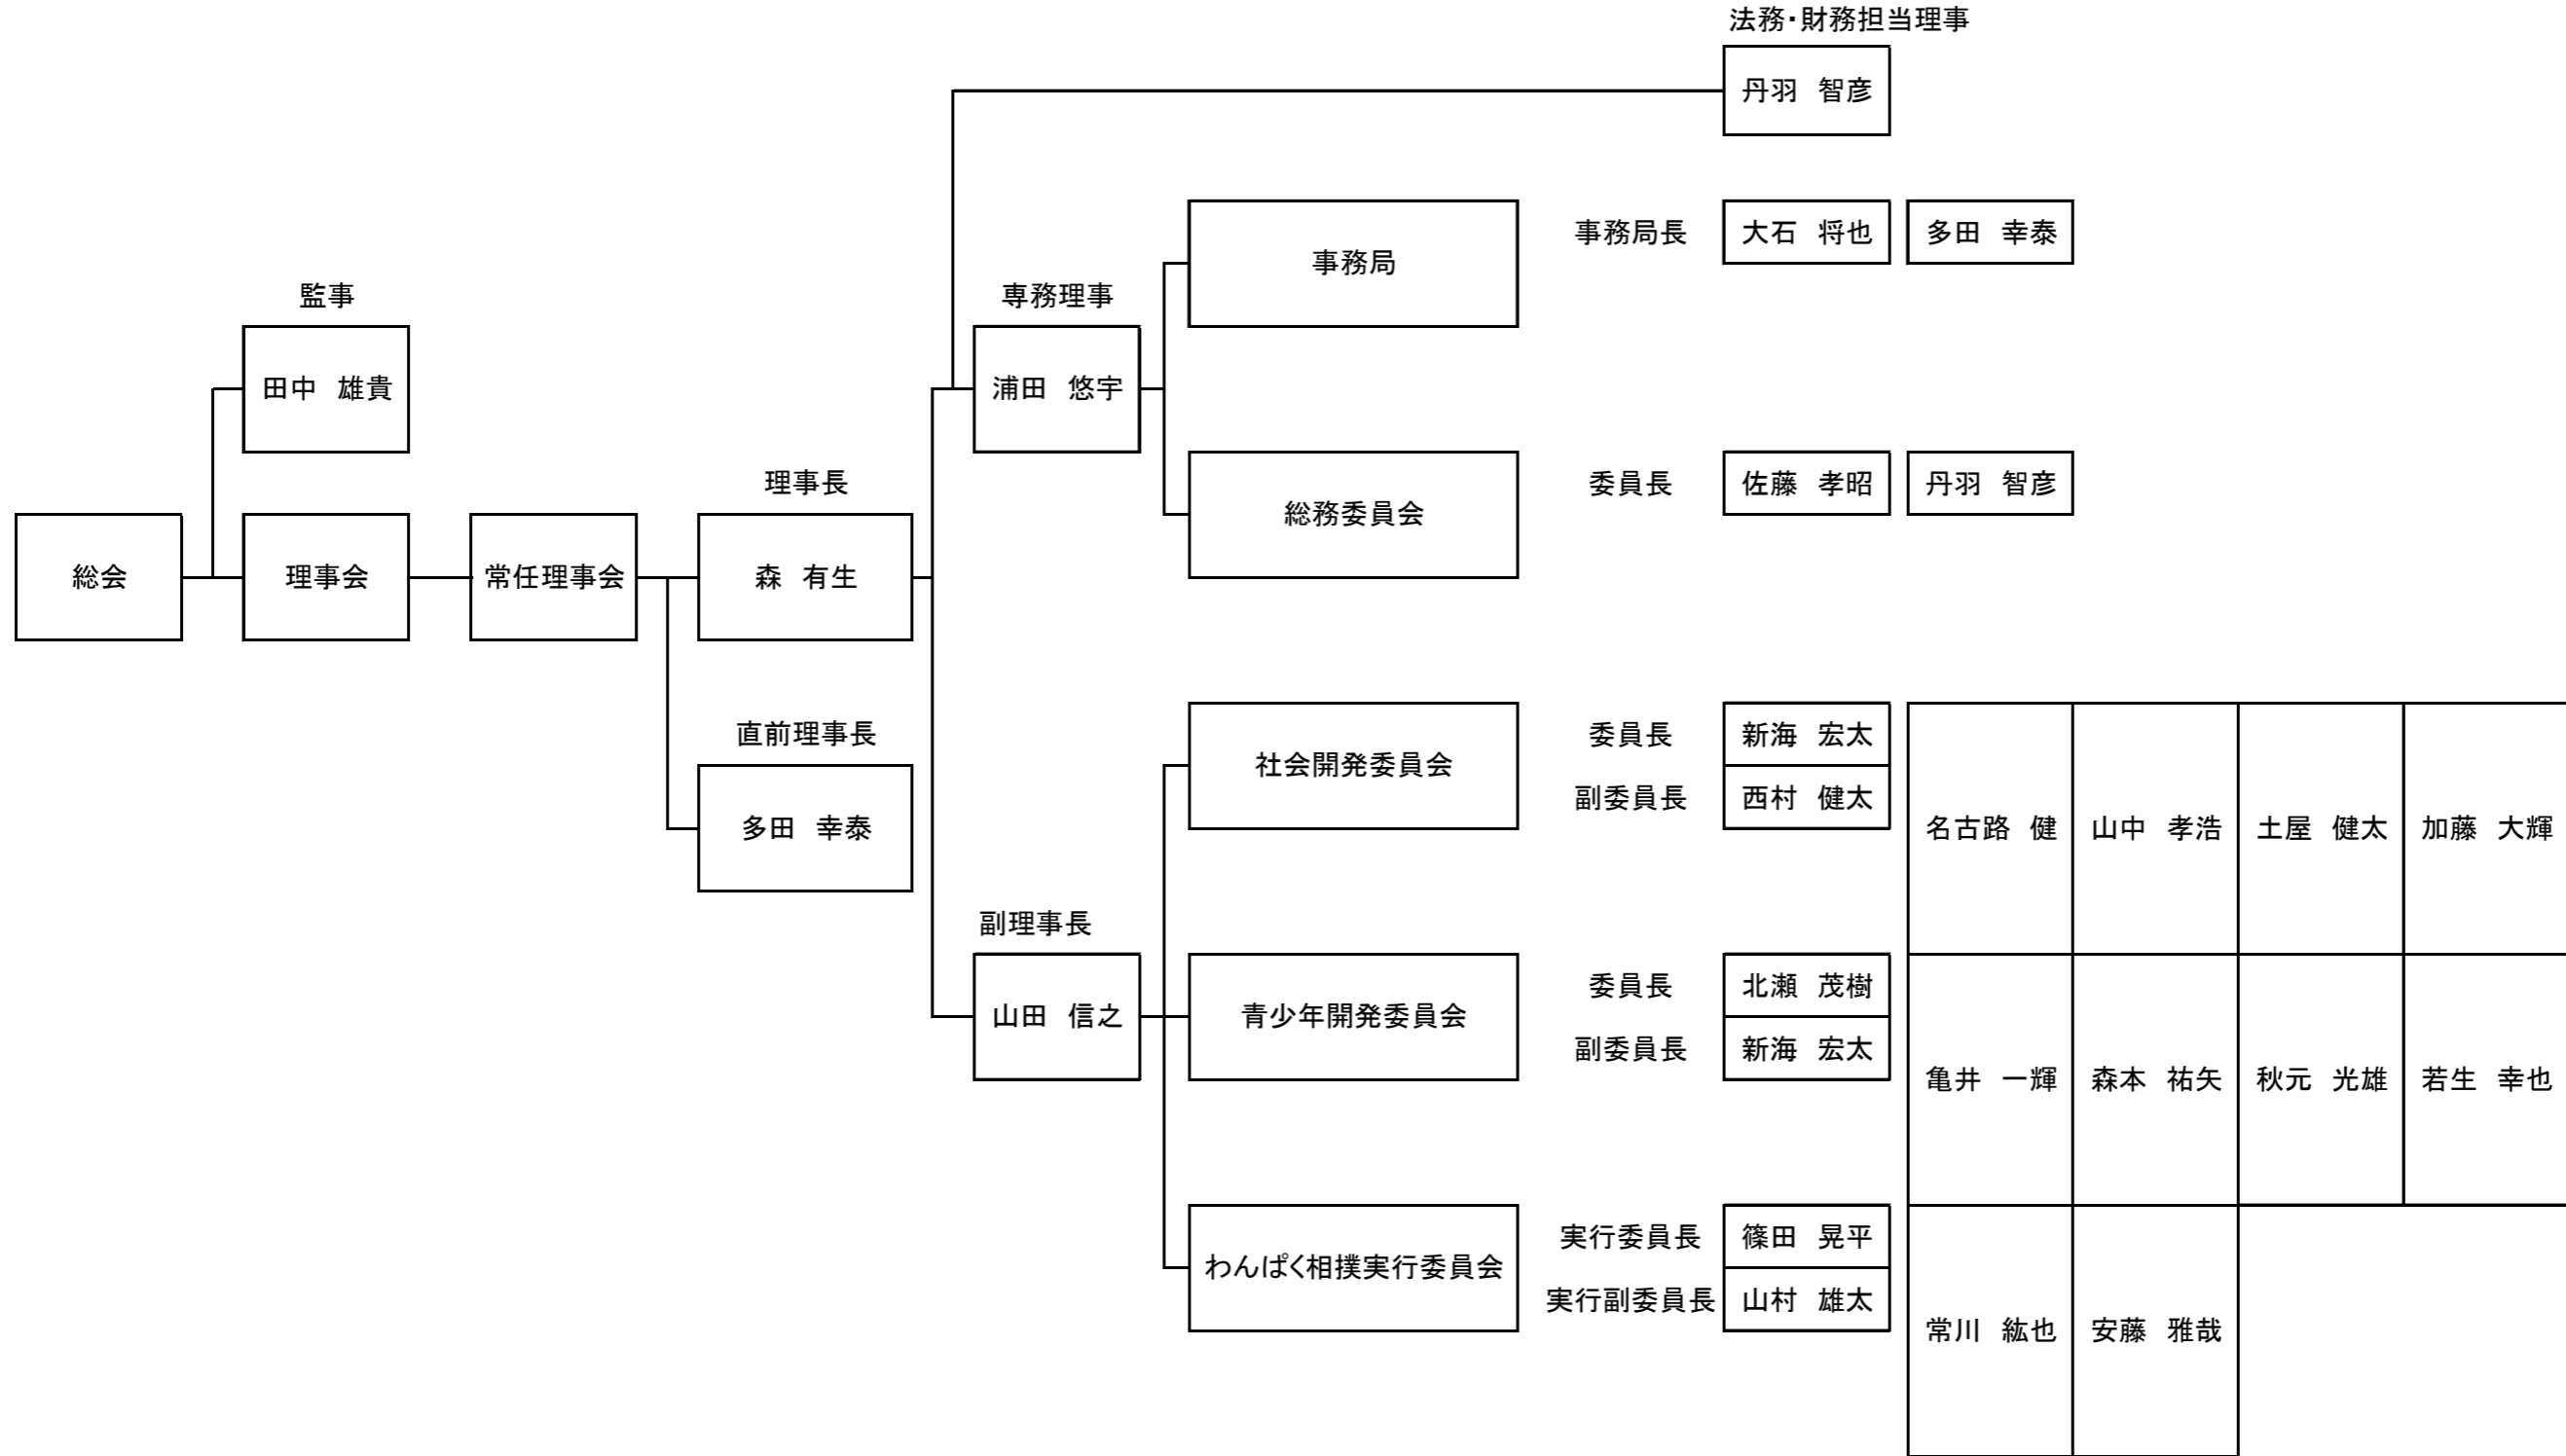 法務・財務担当理事
丹羽　智彦
事務局
事務局長
大石　将也
多田　幸泰
監事
田中　雄貴
専務理事
浦田　悠宇
総務委員会
委員長
佐藤　孝昭
丹羽　智彦
総会
理事会
常任理事会
理事長
森　有生
直前理事長
多田　幸泰
副理事長
山田　信之
社会開発委員会
委員長
新海　宏太
副委員長
西村　健太
名古路　健
山中　孝浩
土屋　健太
加藤　大輝
青少年開発委員会
委員長
北瀬　茂樹
副委員長
新海　宏太
亀井　一輝
森本　祐矢
秋元　光雄
若生　幸也
わんぱく相撲実行委員会
実行委員長
篠田　晃平
実行副委員長
山村　雄太
常川　紘也
安藤　雅哉